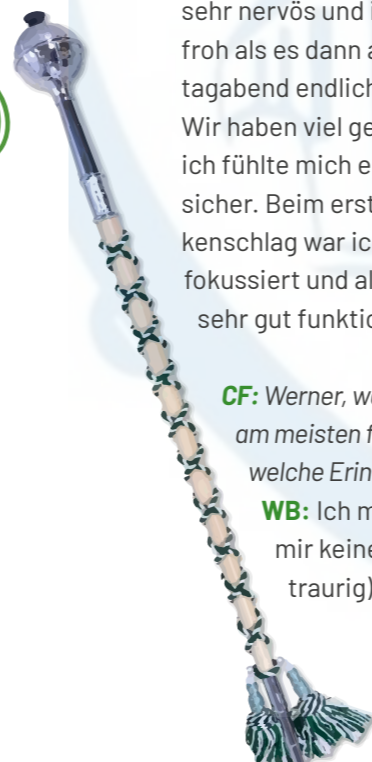 sehr nervös und i
froh als es dann a
tagabend endlich
Wir haben viel ge
ich fühlte mich e
sicher. Beim erst
kenschlag war ic
fokussiert und al
sehr gut funktio
CF: Werner, wa
am meisten f
welche Erin
WB: Ich m
mir keine
traurig)